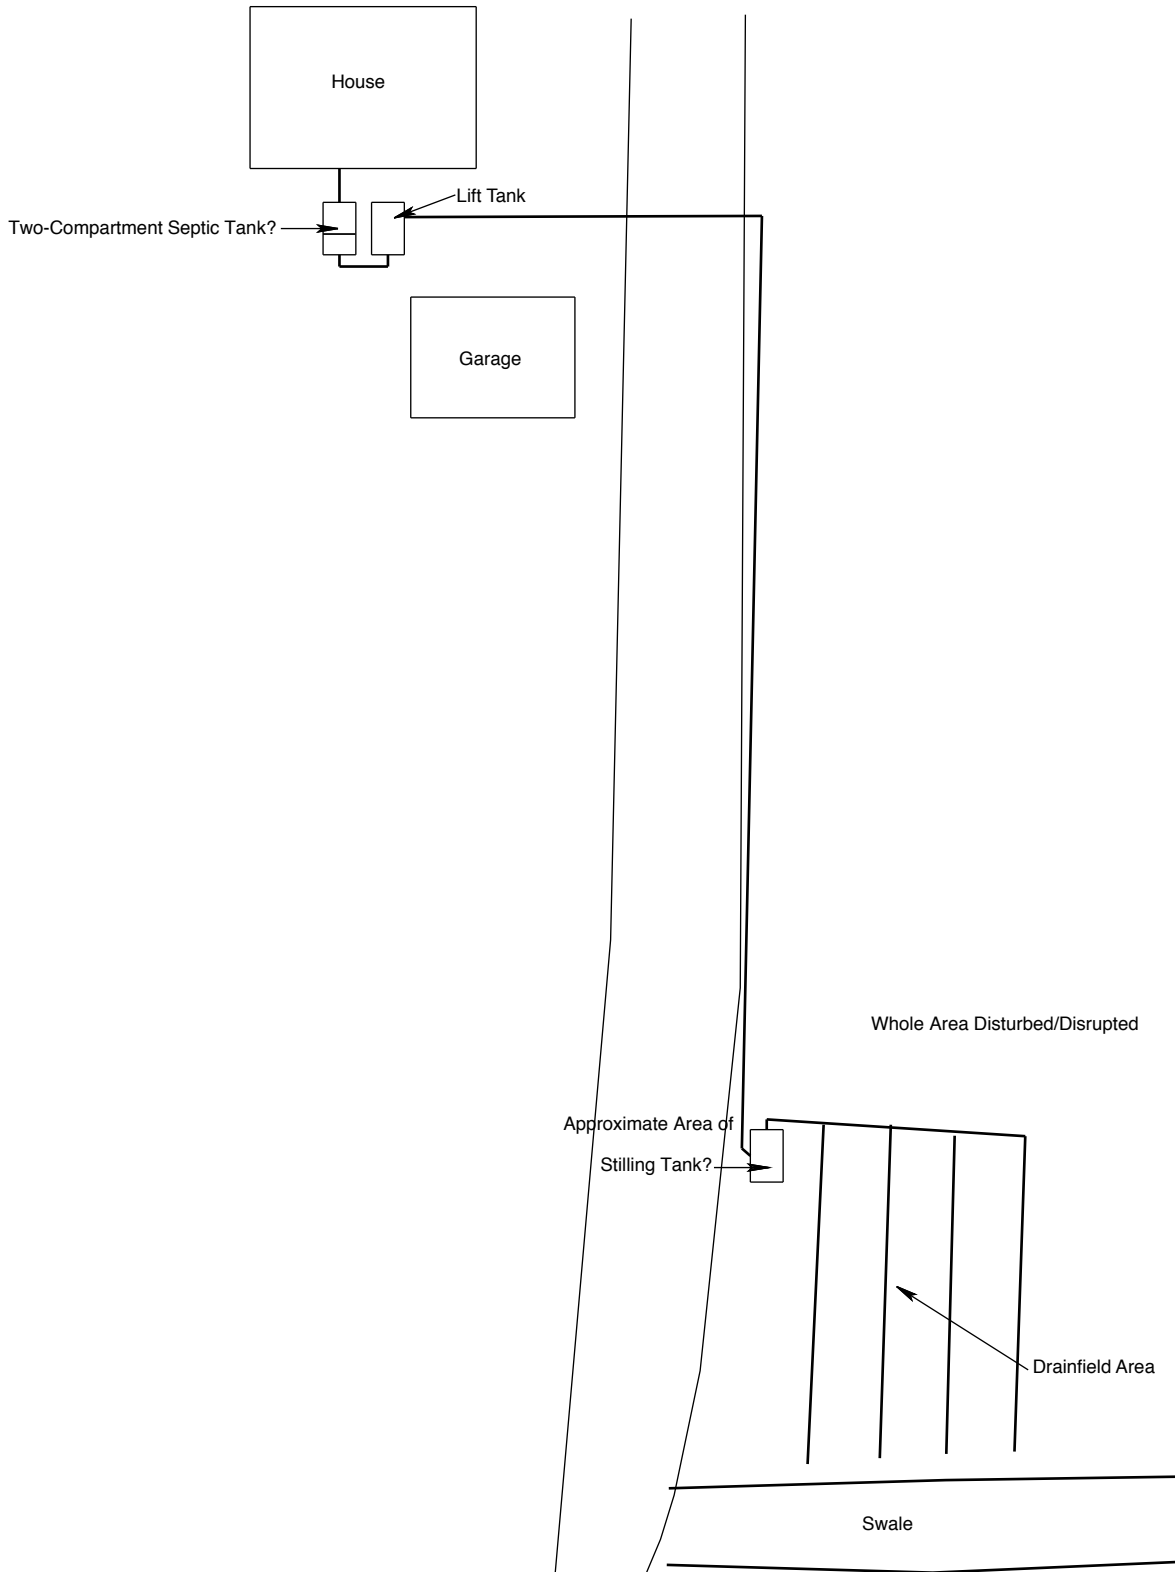 House
Lift Tank
Two-Compartment Septic Tank?
Garage
Whole Area Disturbed/Disrupted
Approximate Area of
Stilling Tank?
Drainfield Area
Swale